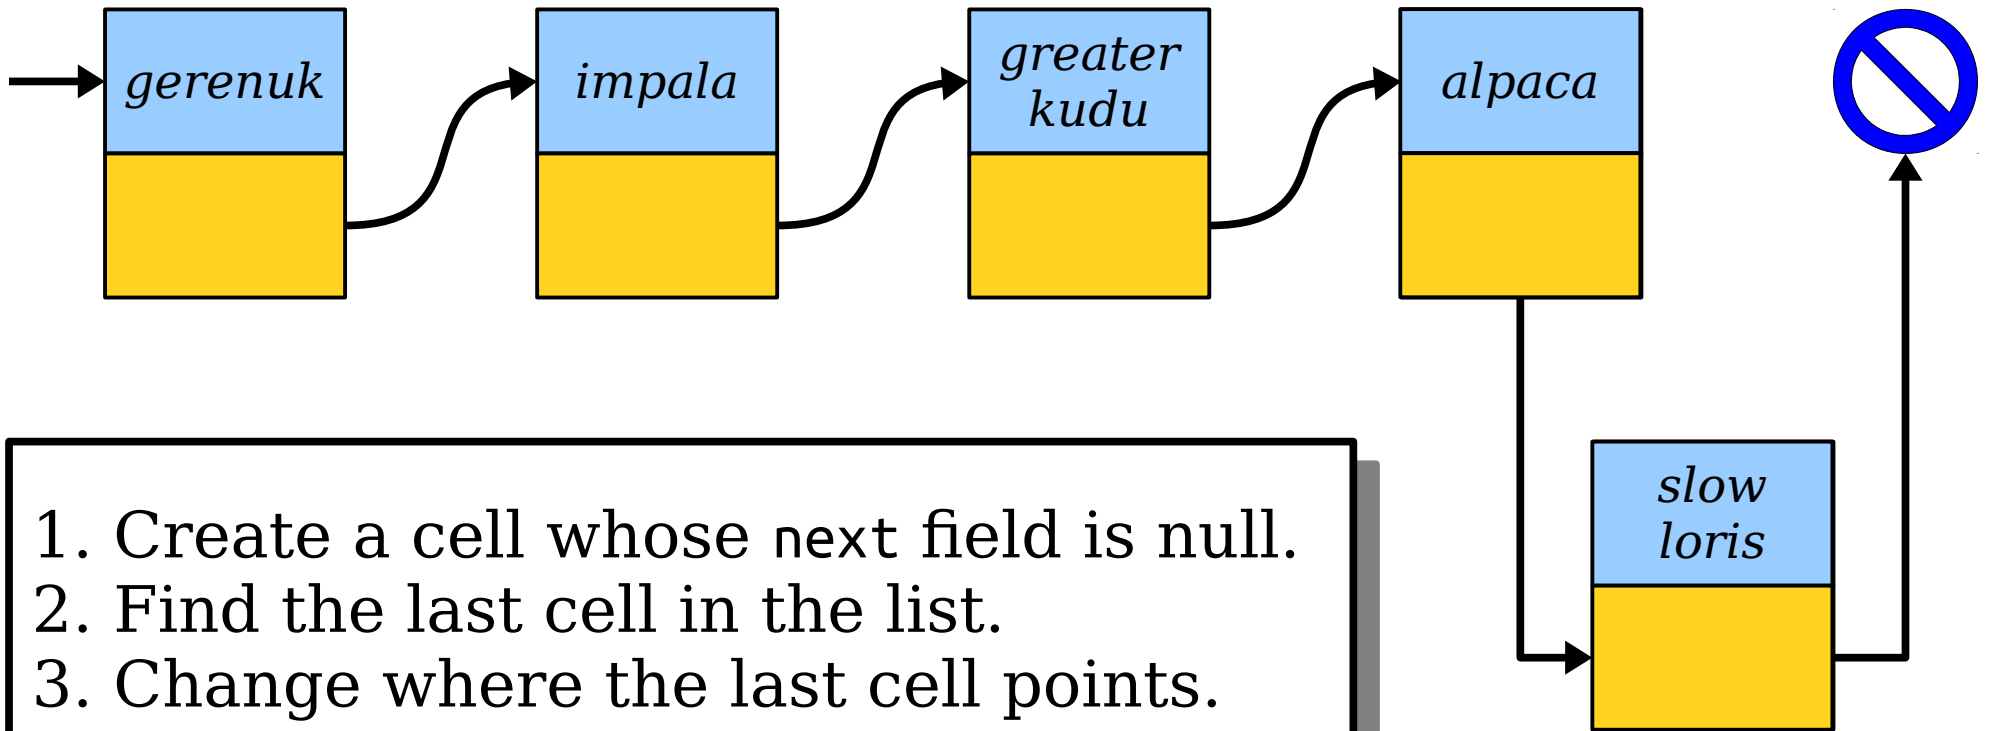 gerenuk
impala
greater
kudu
alpaca
slow
loris
1. Create a cell whose next field is null.
2. Find the last cell in the list.
3. Change where the last cell points.